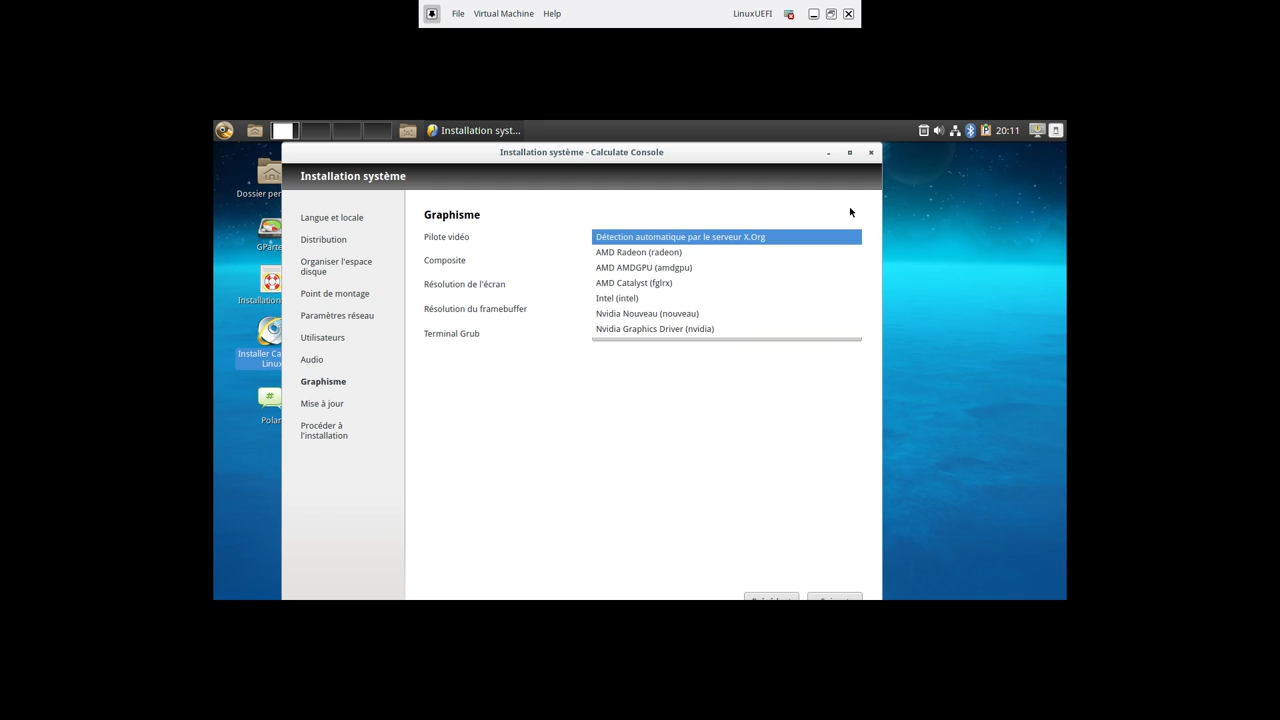 File Virtual Machine Help LinuxUEFI
Installation syst... 20:11
Installation système - Calculate Console
Installation système
Dossier per
GParte
Installation
Installer Ca
Linux
#
Polar
Langue et locale
Distribution
Organiser l'espace
disque
Point de montage
Paramètres réseau
Utilisateurs
Audio
Graphisme
Mise à jour
Procéder à
l'installation
Graphisme
Pilote vidéo
Composite
Résolution de l'écran
Résolution du framebuffer
Terminal Grub
Détection automatique par le serveur X.Org
AMD Radeon (radeon)
AMD AMDGPU (amdgpu)
AMD Catalyst (fglrx)
Intel (intel)
Nvidia Nouveau (nouveau)
Nvidia Graphics Driver (nvidia)